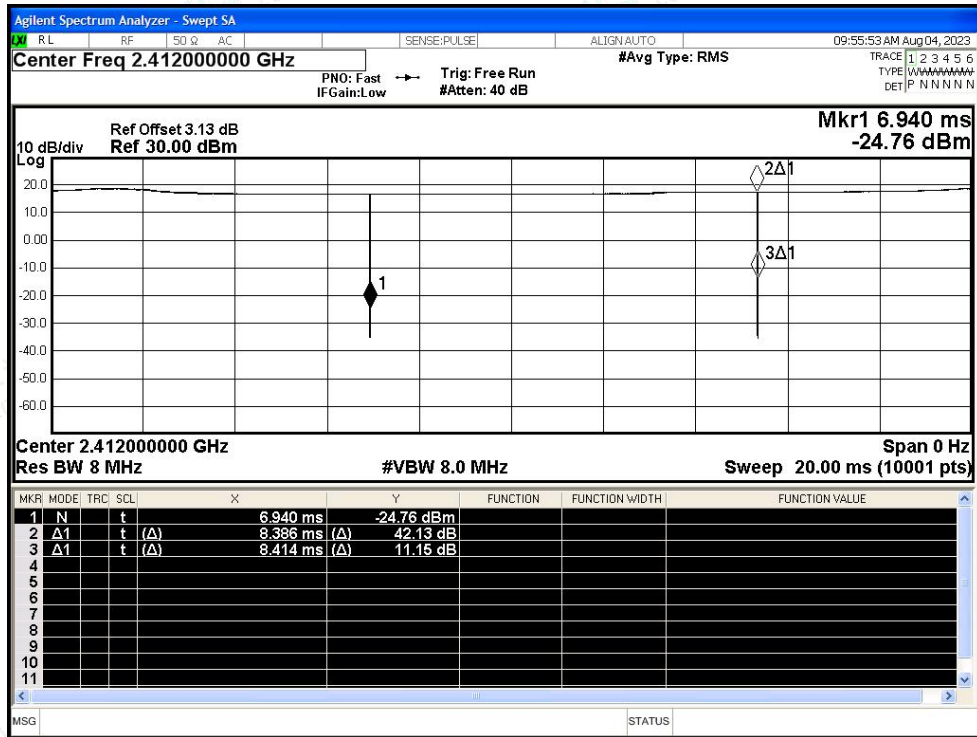 Agilent Spectrum Analyzer - Swept SA
LXI RL RF 50 Ω AC SENSE:PULSE ALIGN AUTO 09:55:53 AM Aug 04, 2023
Center Freq 2.412000000 GHz #Avg Type: RMS TRACE 1 2 3 4 5 6
PNO: Fast Trig: Free Run TYPE WWWWWW
IFGain:Low #Atten: 40 dB DET P N N N N N
Mkr1 6.940 ms
Ref Offset 3.13 dB
10 dB/div Ref 30.00 dBm -24.76 dBm
Log
2Δ1
20.0
10.0
0.00
3Δ1
-10.0
1
-20.0
-30.0
-40.0
-50.0
-60.0
Center 2.412000000 GHz Span 0 Hz
Res BW 8 MHz #VBW 8.0 MHz Sweep 20.00 ms (10001 pts)
MKR MODE TRC SCL X Y FUNCTION FUNCTION WIDTH FUNCTION VALUE
1 N t 6.940 ms -24.76 dBm
2 Δ1 t (Δ) 8.386 ms (Δ) 42.13 dB
3 Δ1 t (Δ) 8.414 ms (Δ) 11.15 dB
4
5
6
7
8
9
10
11
MSG STATUS